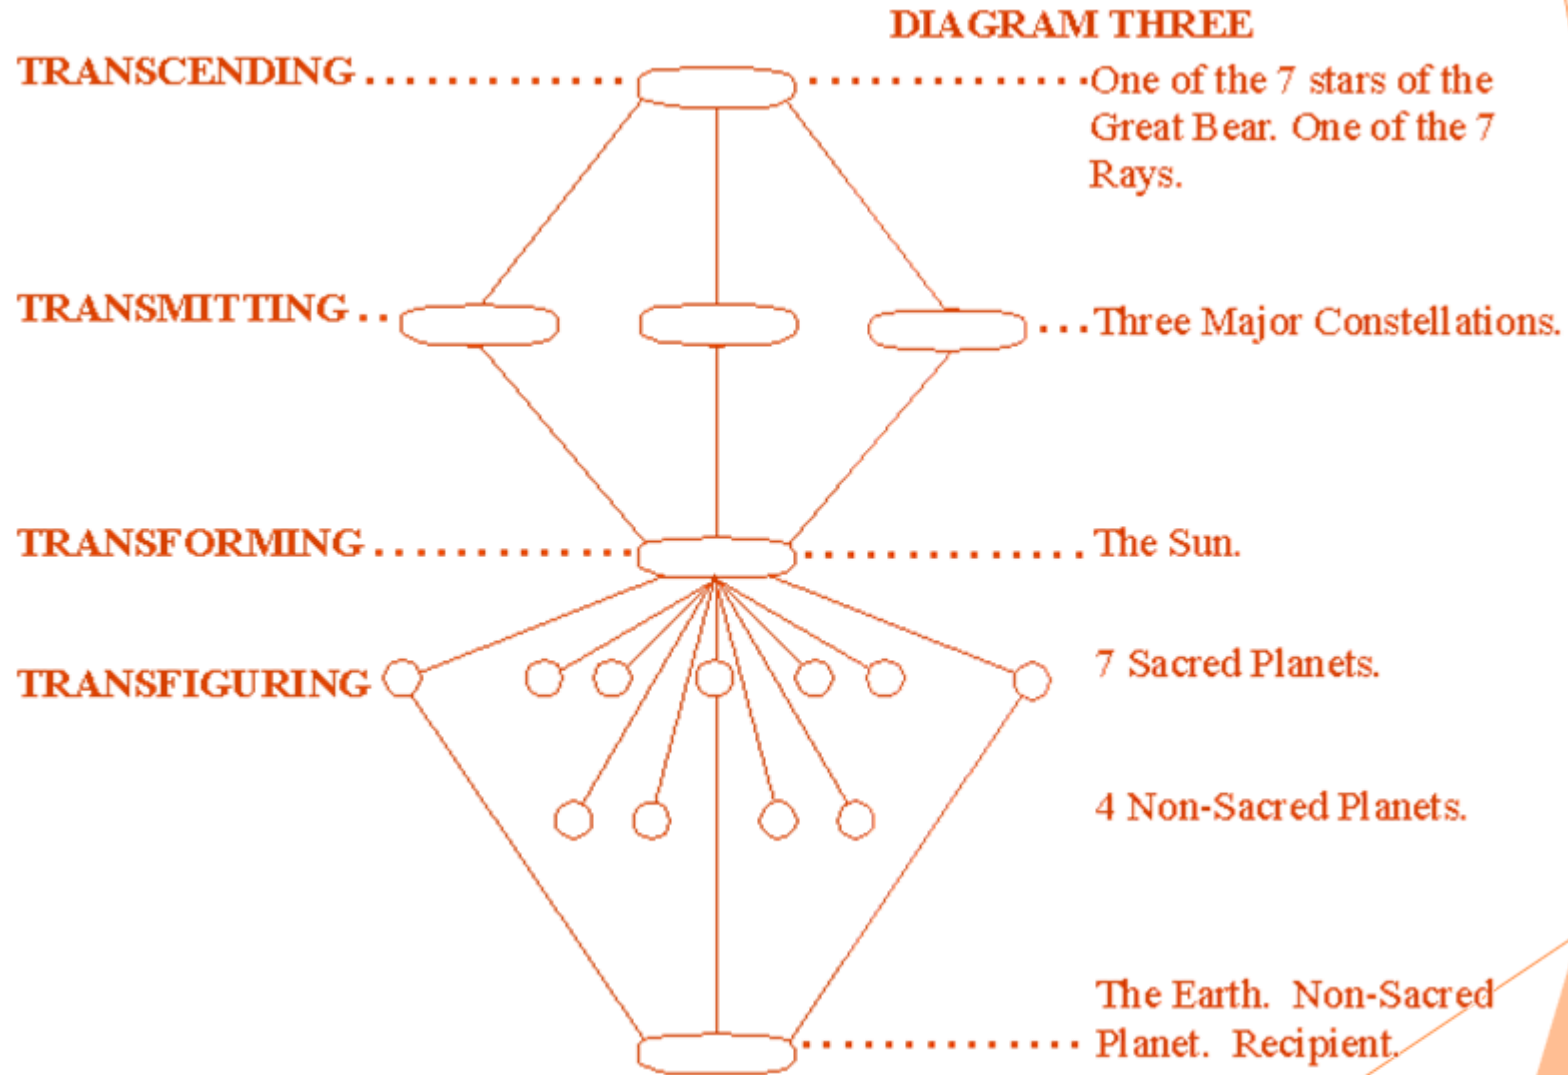 DIAGRAM THREE
TRANSCENDING
One of the 7 stars of the
Great Bear. One of the 7
Rays.
TRANSMITTING
Three Major Constellations.
TRANSFORMING
The Sun.
TRANSFIGURING
7 Sacred Planets.
4 Non-Sacred Planets.
The Earth. Non-Sacred
Planet. Recipient.